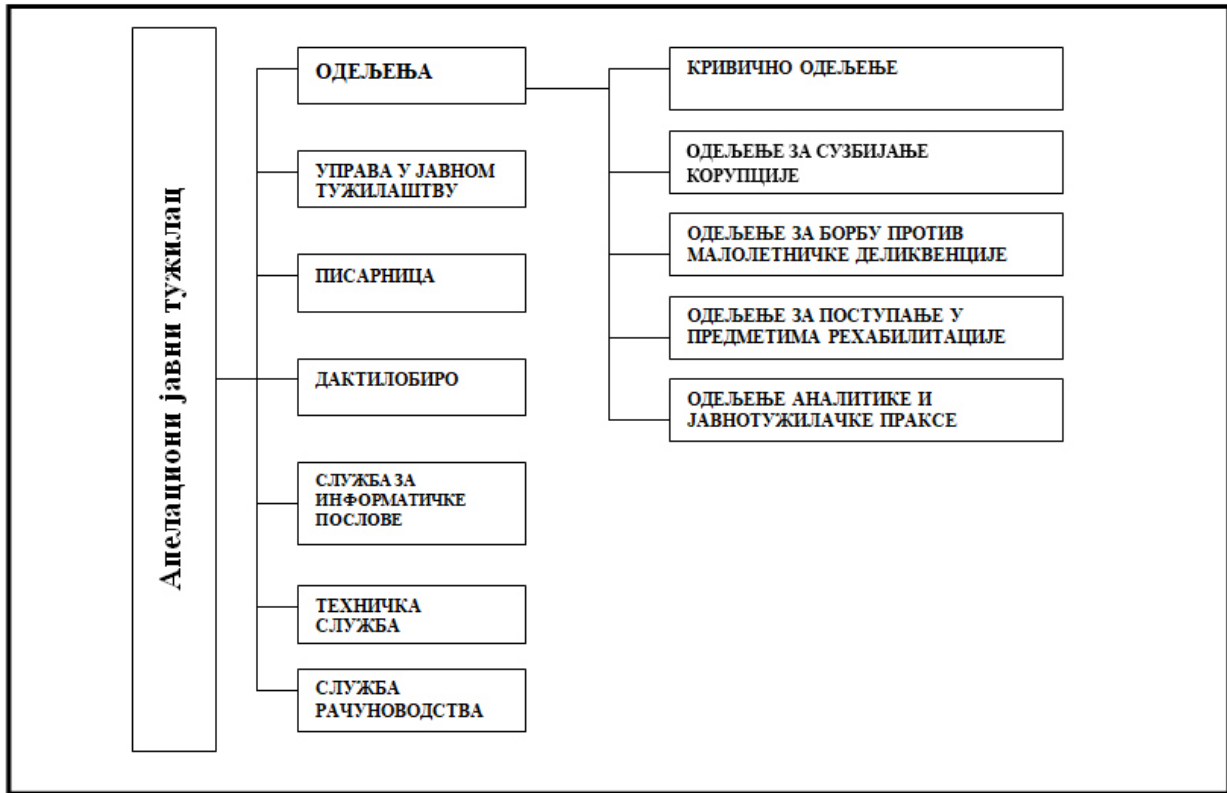 Апелациони јавни тужилац
ОДЕЉЕЊА
УПРАВА У ЈАВНОМ
ТУЖИЛАШТВУ
ПИСАРНИЦА
ДАКТИЛОБИРО
СЛУЖБА ЗА
ИНФОРМАТИЧКЕ
ПОСЛОВЕ
ТЕХНИЧКА
СЛУЖБА
СЛУЖБА
РАЧУНОВОДСТВА
КРИВИЧНО ОДЕЉЕЊЕ
ОДЕЉЕЊЕ ЗА СУЗБИЈАЊЕ
КОРУПЦИЈЕ
ОДЕЉЕЊЕ ЗА БОРБУ ПРОТИВ
МАЛОЛЕТНИЧКЕ ДЕЛИКВЕНЦИЈЕ
ОДЕЉЕЊЕ ЗА ПОСТУПАЊЕ У
ПРЕДМЕТИМА РЕХАБИЛИТАЦИЈЕ
ОДЕЉЕЊЕ АНАЛИТИКЕ И
ЈАВНОТУЖИЛАЧКЕ ПРАКСЕ